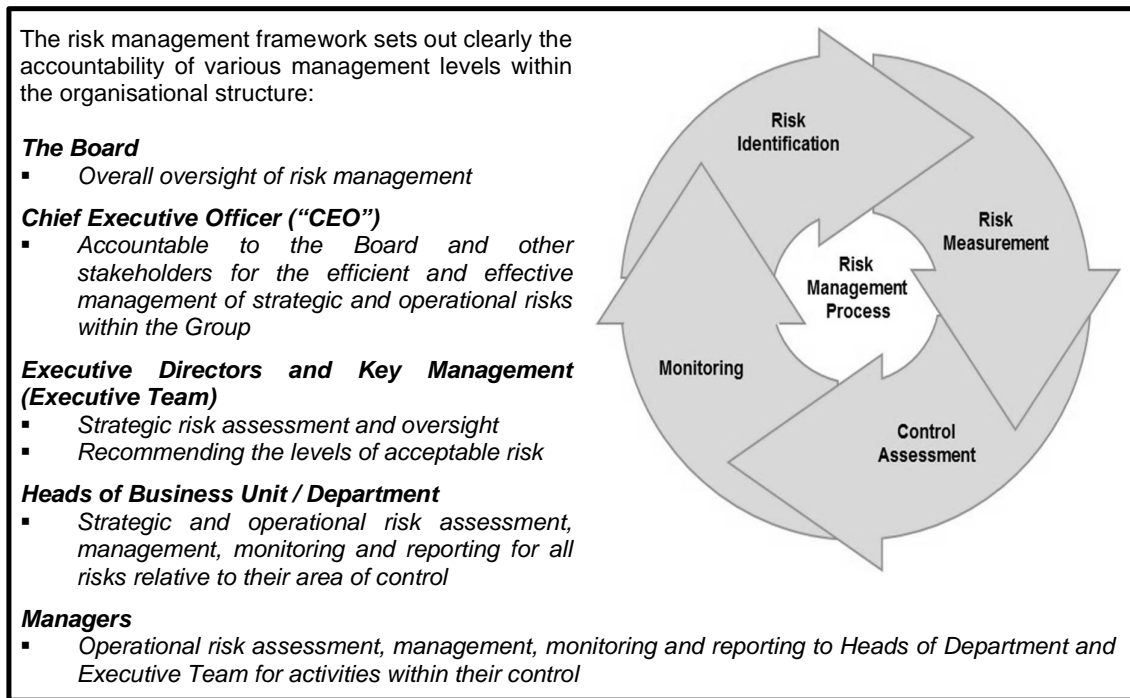 The risk management framework sets out clearly the
accountability of various management levels within
the organisational structure:
The Board
▪ Overall oversight of risk management
Chief Executive Officer (“CEO”)
▪ Accountable to the Board and other
stakeholders for the efficient and effective
management of strategic and operational risks
within the Group
Executive Directors and Key Management
(Executive Team)
▪ Strategic risk assessment and oversight
▪ Recommending the levels of acceptable risk
Heads of Business Unit / Department
▪ Strategic and operational risk assessment,
management, monitoring and reporting for all
risks relative to their area of control
Managers
▪ Operational risk assessment, management, monitoring and reporting to Heads of Department and
Executive Team for activities within their control
Risk
Identification
Risk
Measurement
Risk
Management
Process
Monitoring
Control
Assessment